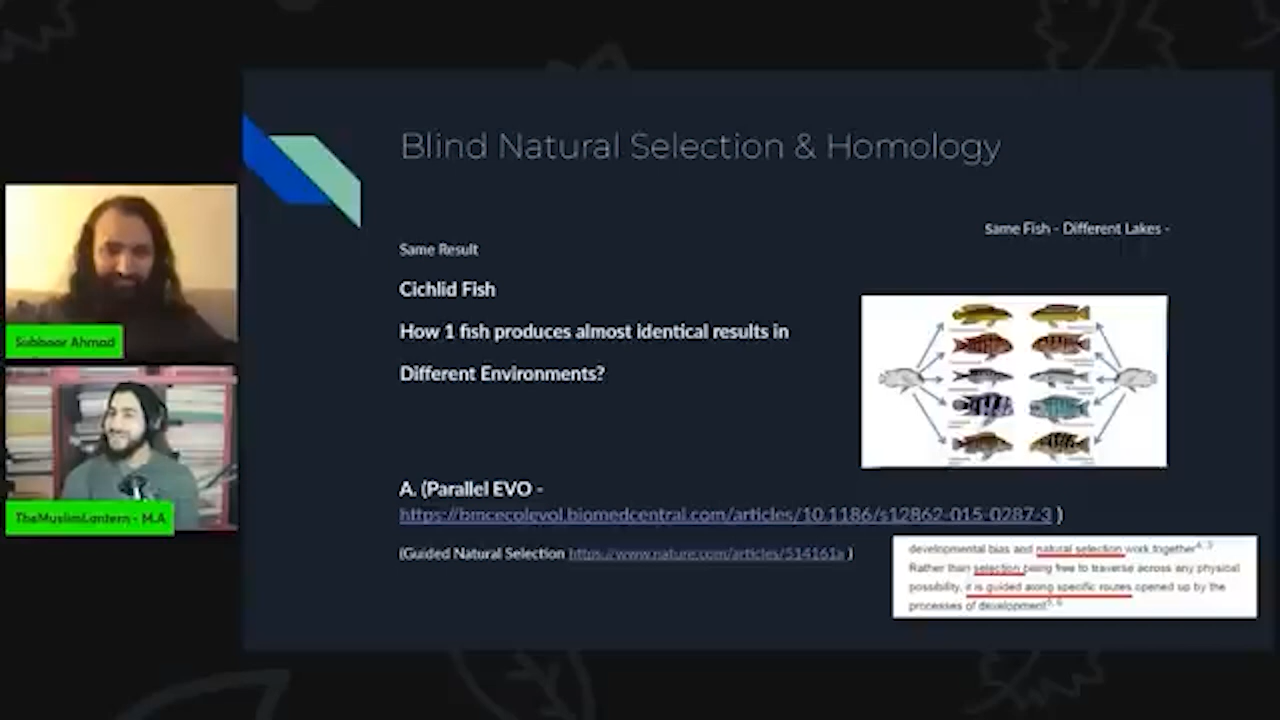 Blind Natural Selection & Homology
Same Fish - Different Lakes -
Same Result
Cichlid Fish
How 1 fish produces almost identical results in
Different Environments?
A. (Parallel EVO -
https://bmcecolevol.biomedcentral.com/articles/10.1186/s12862-015-0287-3 )
(Guided Natural Selection https://www.nature.com/articles/514161a )
developmental bias and natural selection work together
Rather than selection being free to traverse across any physical
possibility, it is guided along specific routes opened up by the
processes of development
Subboor Ahmad
TheMuslimLantern - M.A